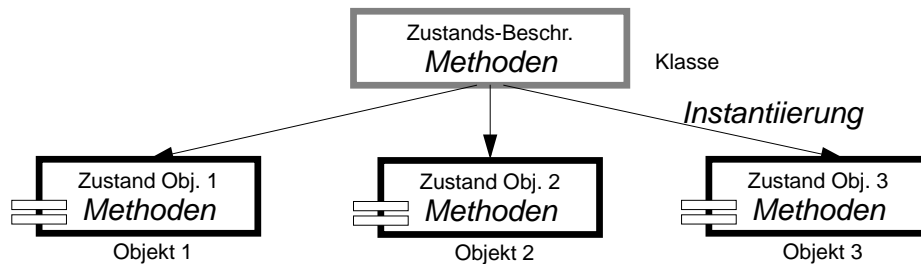 Zustands-Beschr.
Methoden
Klasse
Instantiierung
Zustand Obj. 1
Methoden
Objekt 1
Zustand Obj. 2
Methoden
Objekt 2
Zustand Obj. 3
Methoden
Objekt 3